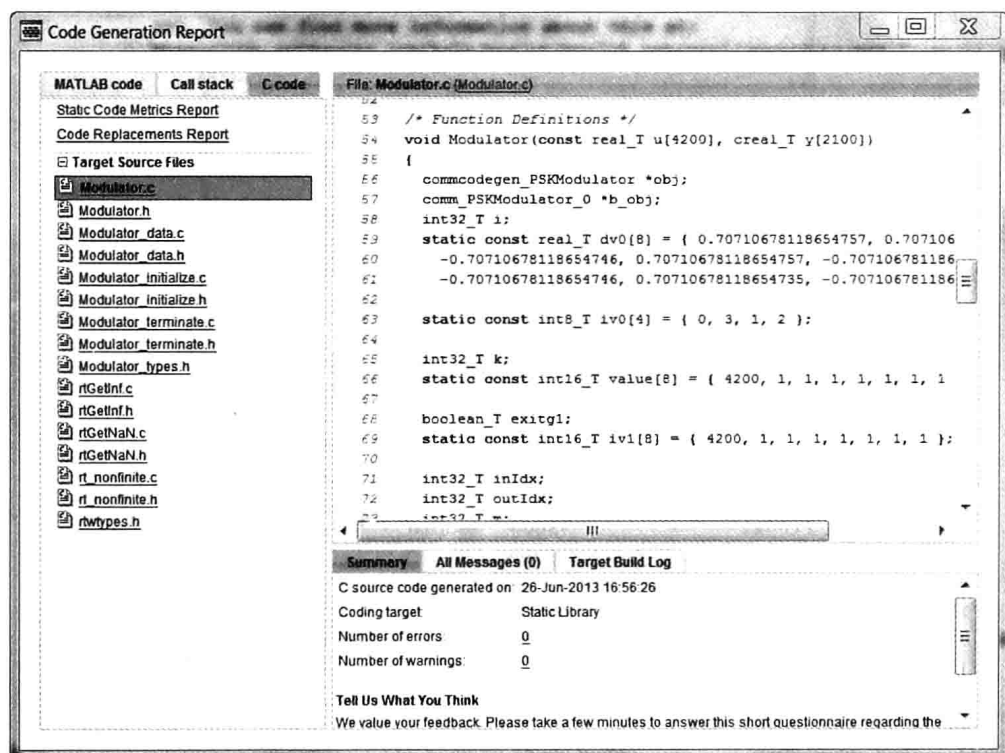 Code Generation Report
MATLAB code Call stack C code
Static Code Metrics Report
Code Replacements Report
Target Source Files
Modulator.c
Modulator.h
Modulator_data.c
Modulator_data.h
Modulator_initialize.c
Modulator_initialize.h
Modulator_terminate.c
Modulator_terminate.h
Modulator_types.h
rtGetInf.c
rtGetInf.h
rtGetNaN.c
rtGetNaN.h
rt_nonfinite.c
rt_nonfinite.h
rtwtypes.h
File: Modulator.c (Modulator.c)
52
53 /* Function Definitions */
54 void Modulator(const real_T u[4200], creal_T y[2100])
55 {
56 commcodegen_PSKModulator *obj;
57 comm_PSKModulator_0 *b_obj;
58 int32_T i;
59 static const real_T dv0[8] = { 0.70710678118654757, 0.707106
60 -0.70710678118654746, 0.70710678118654757, -0.707106781186
61 -0.70710678118654746, 0.70710678118654735, -0.707106781186
62
63 static const int8_T iv0[4] = { 0, 3, 1, 2 };
64
65 int32_T k;
66 static const int16_T value[8] = { 4200, 1, 1, 1, 1, 1, 1, 1
67
68 boolean_T exitg1;
69 static const int16_T iv1[8] = { 4200, 1, 1, 1, 1, 1, 1, 1 };
70
71 int32_T inIdx;
72 int32_T outIdx;
73 int32_T m;
Summary All Messages (0) Target Build Log
C source code generated on: 26-Jun-2013 16:56:26
Coding target Static Library
Number of errors 0
Number of warnings: 0
Tell Us What You Think
We value your feedback. Please take a few minutes to answer this short questionnaire regarding the